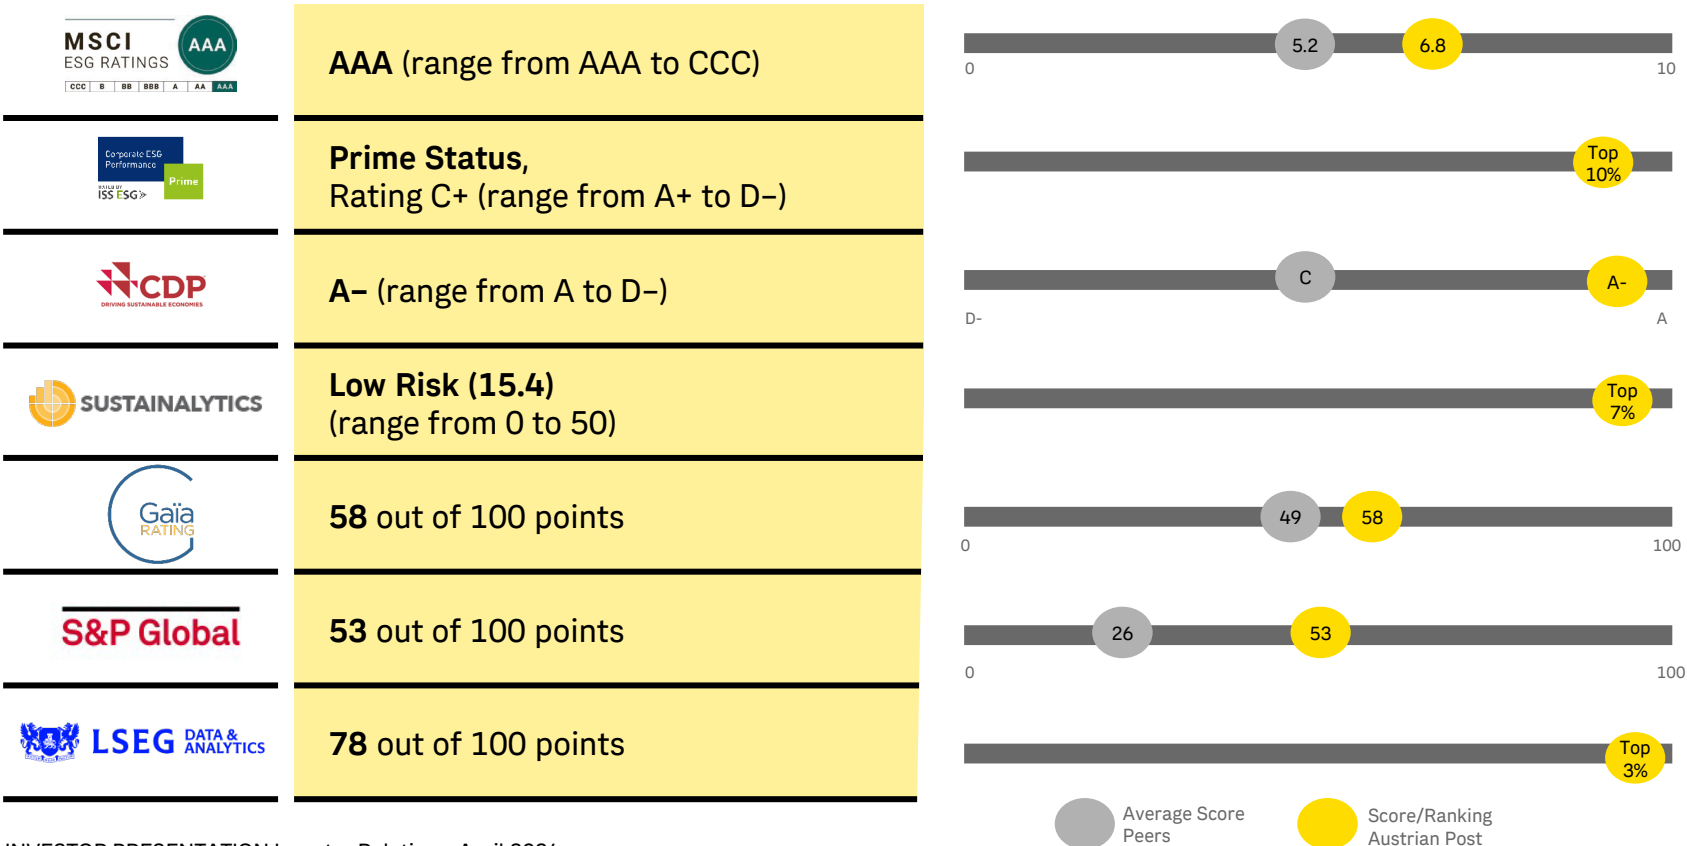 MSCI
ESG RATINGS
AAA
CCC B BB BBB A AA AAA
AAA (range from AAA to CCC)
5.2
6.8
0
10
Corporate ESG
Performance
RATED BY
ISS ESG
Prime
Prime Status,
Rating C+ (range from A+ to D–)
Top
10%
CDP
DRIVING SUSTAINABLE ECONOMIES
A– (range from A to D–)
C
A-
D-
A
SUSTAINALYTICS
Low Risk (15.4)
(range from 0 to 50)
Top
7%
Gaïa
RATING
58 out of 100 points
49
58
0
100
S&P Global
53 out of 100 points
26
53
0
100
LSEG DATA &
ANALYTICS
78 out of 100 points
Top
3%
Average Score
Peers
Score/Ranking
Austrian Post
INVESTOR PRESENTATION